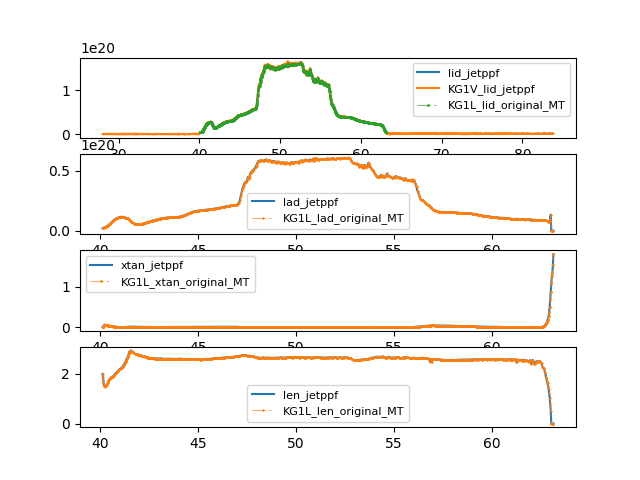 1e20
1
0
lid_jetppf
KG1V_lid_jetppf
KG1L_lid_original_MT
30 40 50 60 70 80
1e20
0.5
0.0
lad_jetppf
KG1L_lad_original_MT
40 45 50 55 60
1
0
xtan_jetppf
KG1L_xtan_original_MT
40 45 50 55 60
2
0
len_jetppf
KG1L_len_original_MT
40 45 50 55 60